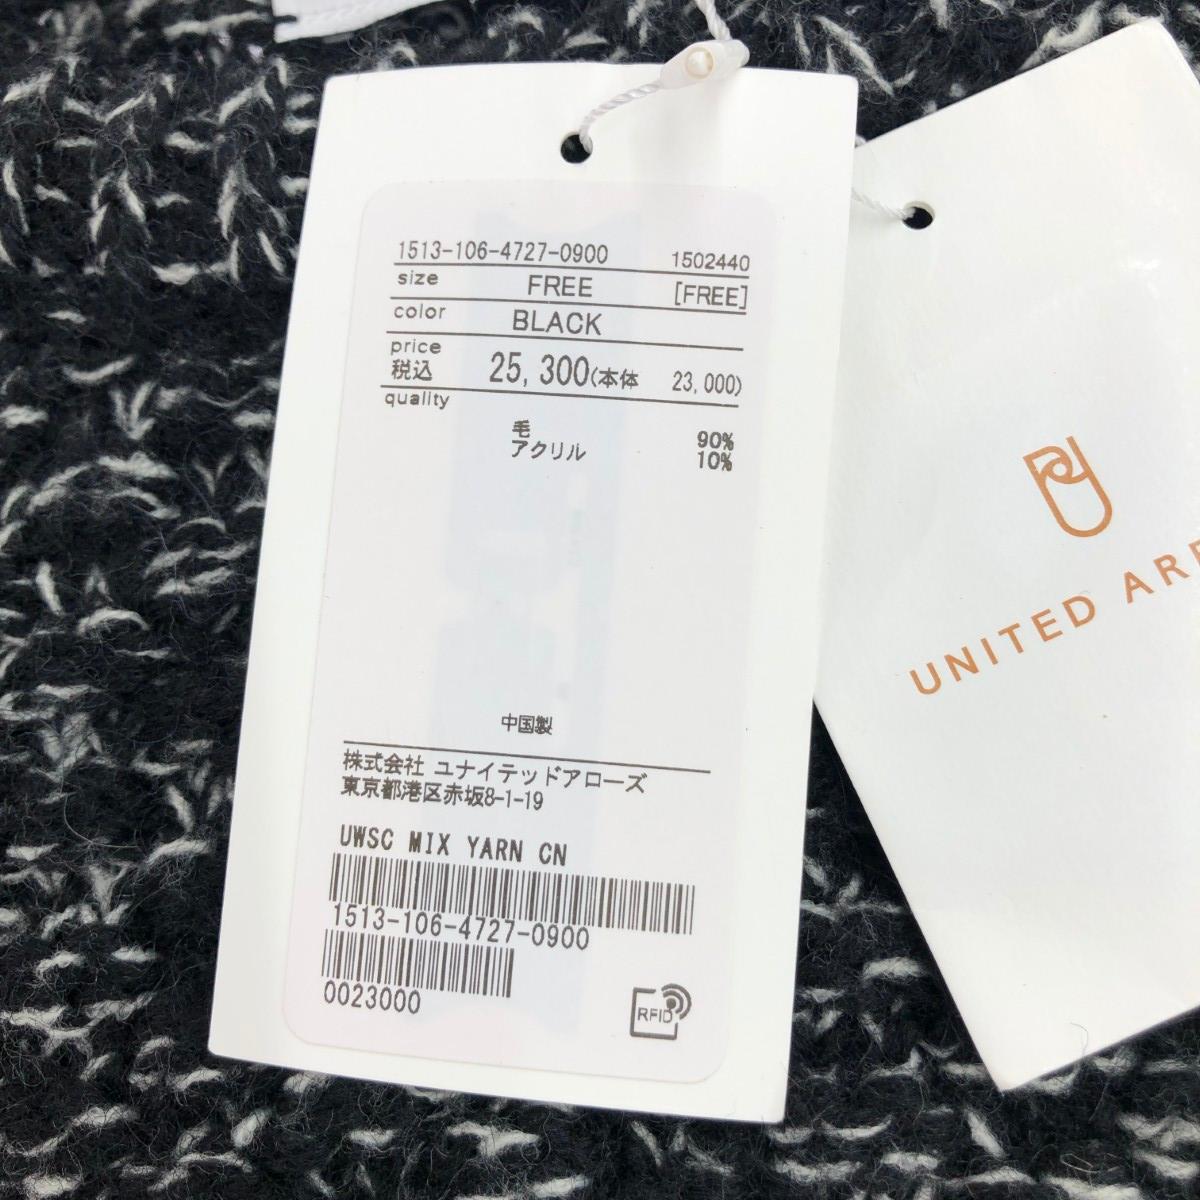 1513-106-4727-0900 1502440
size FREE [FREE]
color BLACK
price
税込 25,300(本体 23,000)
quality
毛 90%
アクリル 10%
中国製
株式会社 ユナイテッドアローズ
東京都港区赤坂8-1-19
UWSC MIX YARN CN
1513-106-4727-0900
0023000
RFID
UNITED